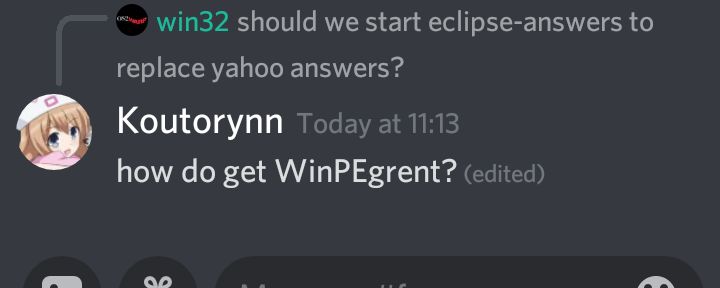 win32 should we start eclipse-answers to
replace yahoo answers?
Koutorynn Today at 11:13
how do get WinPEgrent? (edited)